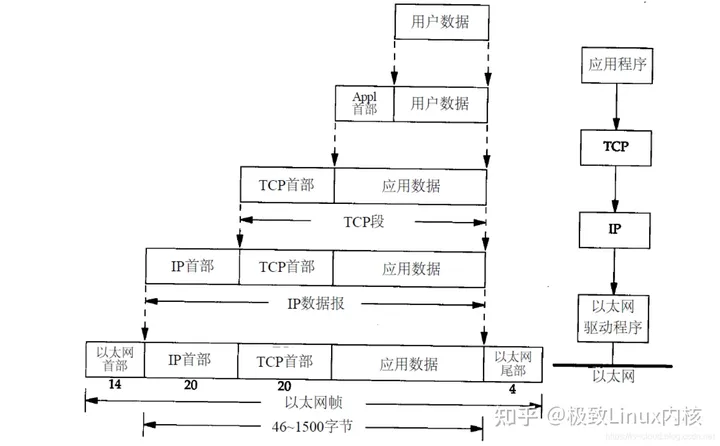 用户数据
应用程序
Appl
首部
用户数据
TCP
TCP首部
应用数据
TCP段
IP
IP首部
TCP首部
应用数据
IP数据报
以太网
驱动程序
以太网
首部
IP首部
TCP首部
应用数据
以太网
尾部
以太网
14
20
20
4
以太网帧
46~1500字节
知乎 @极致Linux内核